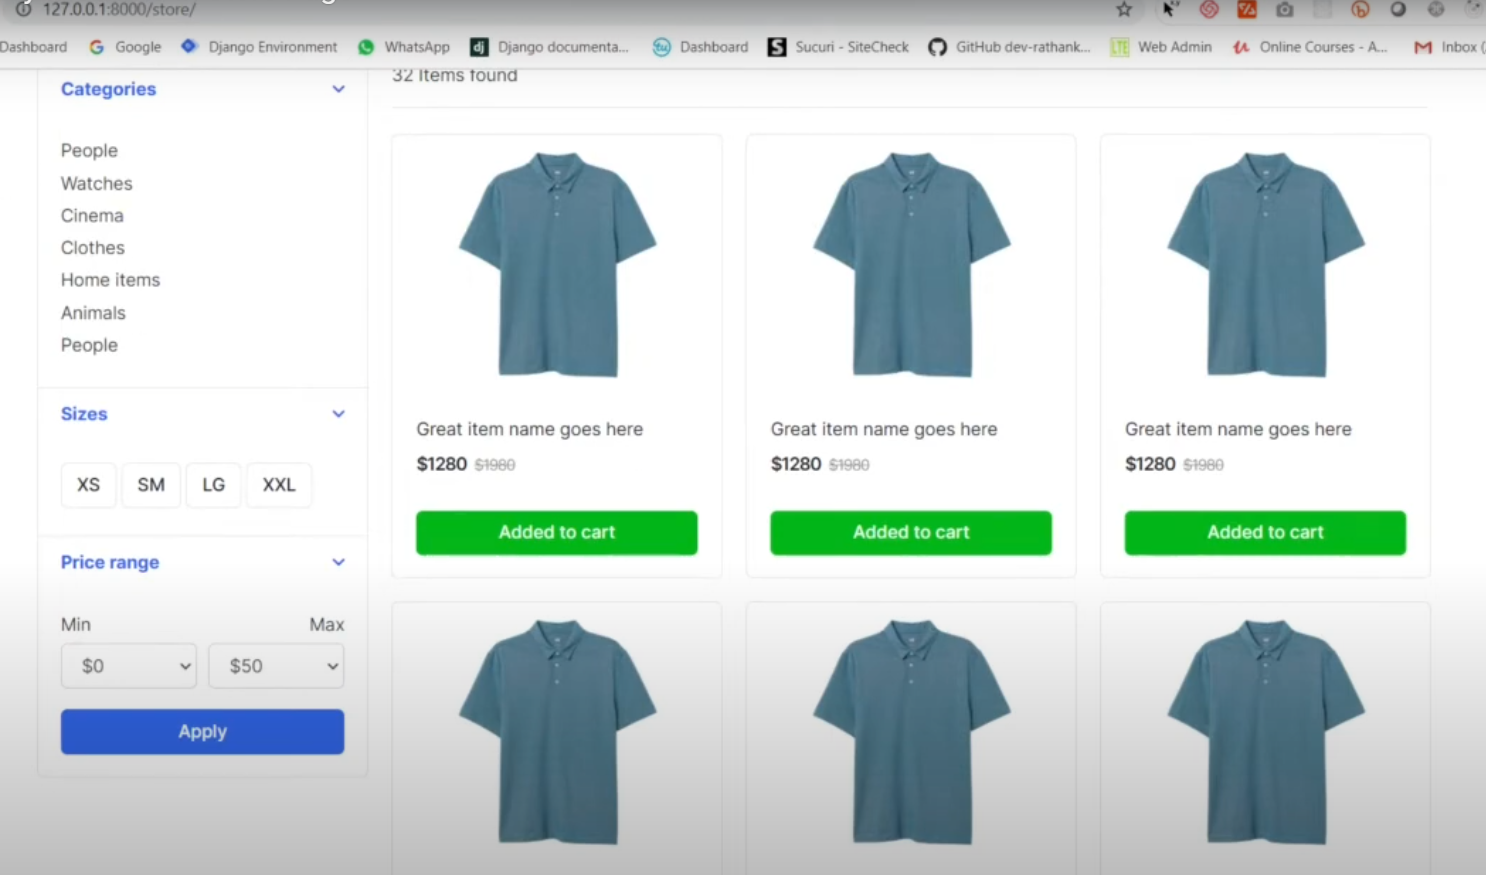 127.0.0.1:8000/store/
Dashboard Google Django Environment WhatsApp dj Django documenta... tu Dashboard S Sucuri - SiteCheck GitHub dev-rathank... LTE Web Admin Online Courses - A... Inbox (
32 Items found
Categories
People
Watches
Cinema
Clothes
Home items
Animals
People
Sizes
XS SM LG XXL
Price range
Min Max
$0 $50
Apply
Great item name goes here Great item name goes here Great item name goes here
$1280 $1980 $1280 $1980 $1280 $1980
Added to cart Added to cart Added to cart